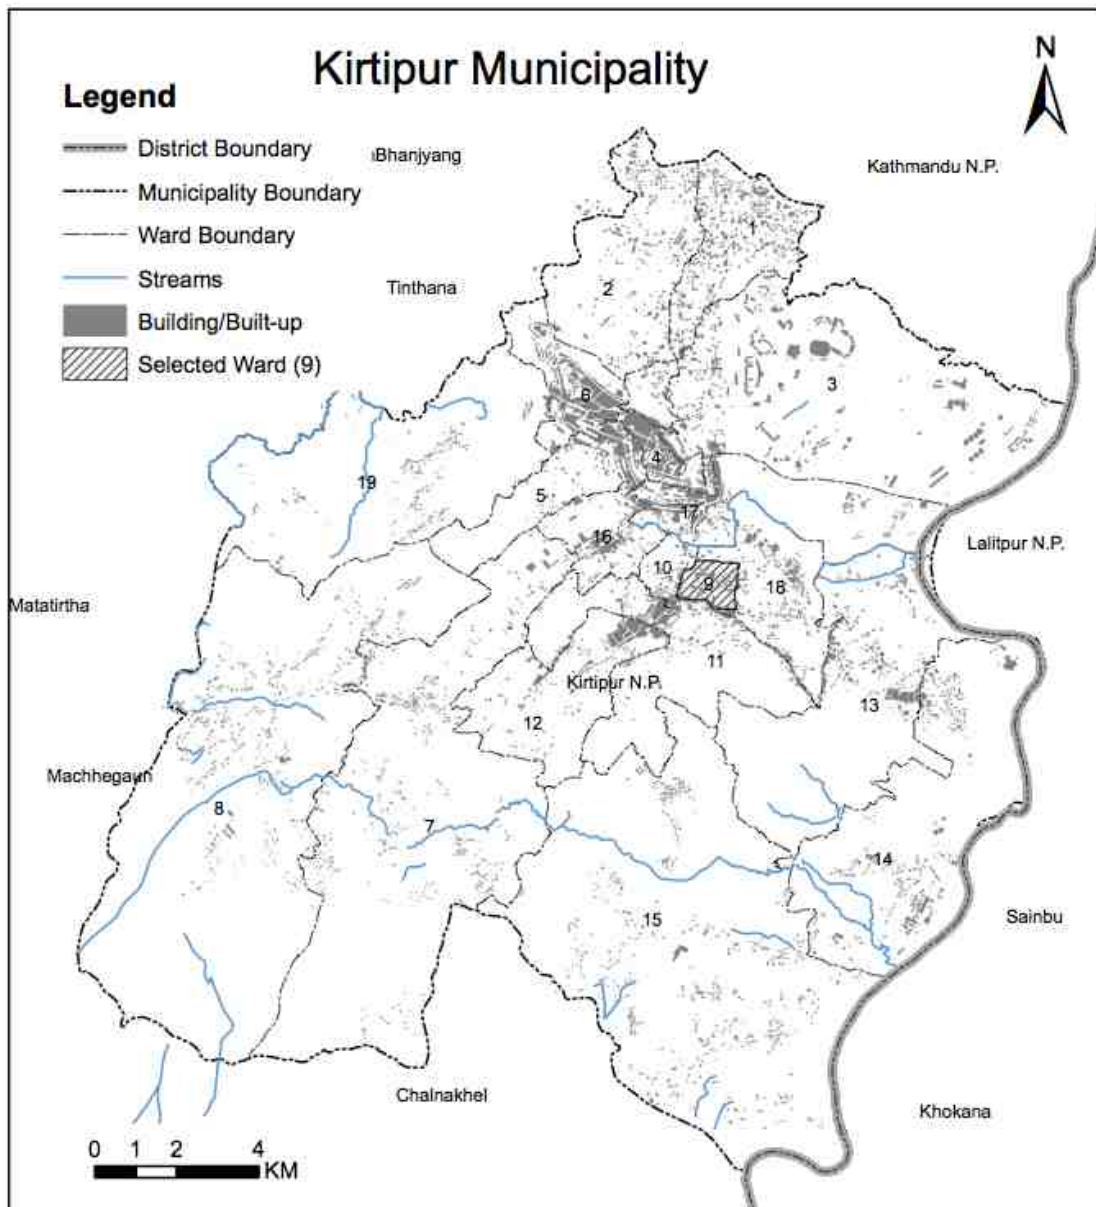 Kirtipur Municipality
N
Legend
District Boundary
Municipality Boundary
Ward Boundary
Streams
Building/Built-up
Selected Ward (9)
Bhanjyang
Kathmandu N.P.
Tinthana
1
2
3
6
4
19
5
17
16
Lalitpur N.P.
10
9
18
Matatirtha
11
Kirtipur N.P.
13
12
Machhegaun
8
7
14
15
Sainbu
Chalnakhel
Khokana
0 1 2 4
KM